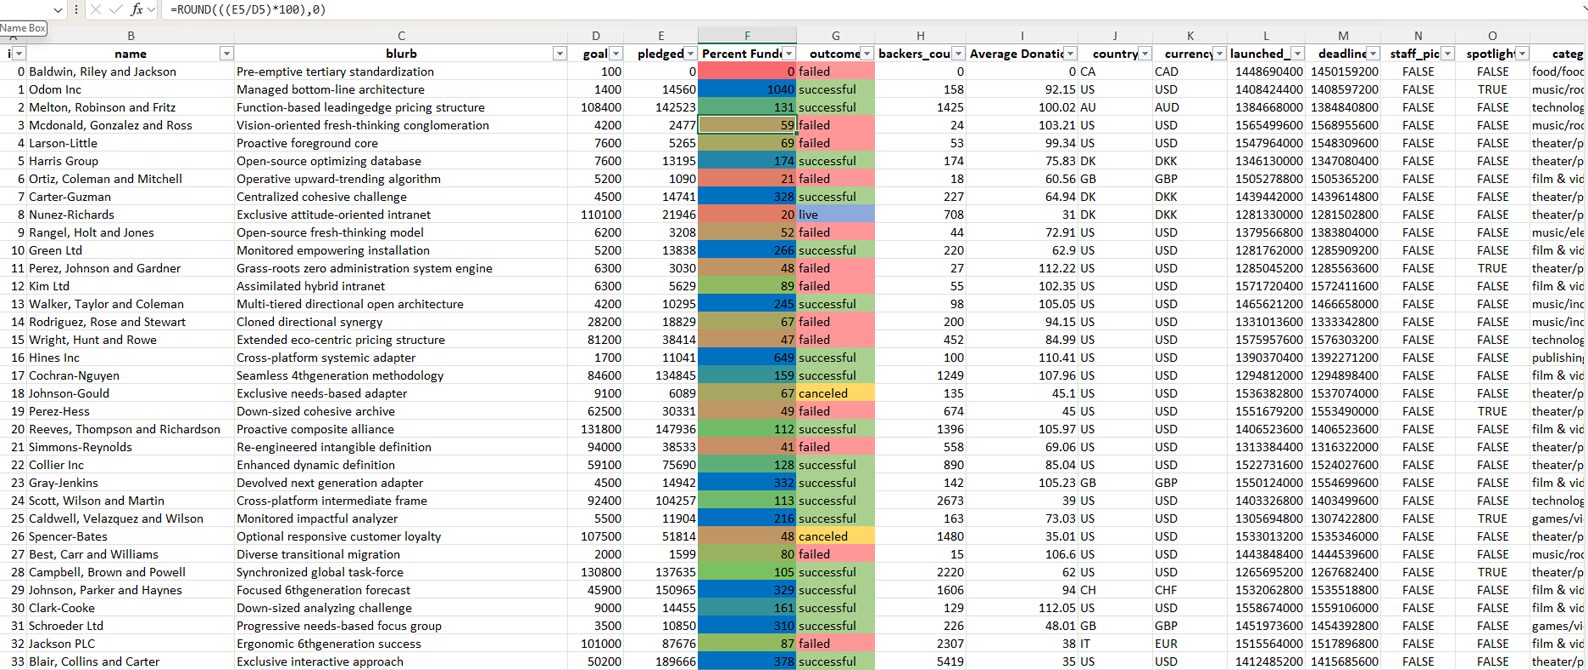 fx =ROUND(((E5/D5)*100),0)
Name Box
A B C D E F G H I J K L M N O
name blurb goal pledged Percent Fund outcome backers_cou Average Donati country currency launched_ deadline staff_pic spotlight categ
0 Baldwin, Riley and Jackson Pre-emptive tertiary standardization 100 0 0 failed 0 0 CA CAD 1448690400 1450159200 FALSE FALSE food/food
1 Odom Inc Managed bottom-line architecture 1400 14560 1040 successful 158 92.15 US USD 1408424400 1408597200 FALSE TRUE music/roc
2 Melton, Robinson and Fritz Function-based leadingedge pricing structure 108400 142523 131 successful 1425 100.02 AU AUD 1384668000 1384840800 FALSE FALSE technolog
3 Mcdonald, Gonzalez and Ross Vision-oriented fresh-thinking conglomeration 4200 2477 59 failed 24 103.21 US USD 1565499600 1568955600 FALSE FALSE music/roc
4 Larson-Little Proactive foreground core 7600 5265 69 failed 53 99.34 US USD 1547964000 1548309600 FALSE FALSE theater/p
5 Harris Group Open-source optimizing database 7600 13195 174 successful 174 75.83 DK DKK 1346130000 1347080400 FALSE FALSE theater/p
6 Ortiz, Coleman and Mitchell Operative upward-trending algorithm 5200 1090 21 failed 18 60.56 GB GBP 1505278800 1505365200 FALSE FALSE film & vid
7 Carter-Guzman Centralized cohesive challenge 4500 14741 328 successful 227 64.94 DK DKK 1439442000 1439614800 FALSE FALSE theater/p
8 Nunez-Richards Exclusive attitude-oriented intranet 110100 21946 20 live 708 31 DK DKK 1281330000 1281502800 FALSE FALSE theater/p
9 Rangel, Holt and Jones Open-source fresh-thinking model 6200 3208 52 failed 44 72.91 US USD 1379566800 1383804000 FALSE FALSE music/ele
10 Green Ltd Monitored empowering installation 5200 13838 266 successful 220 62.9 US USD 1281762000 1285909200 FALSE FALSE film & vid
11 Perez, Johnson and Gardner Grass-roots zero administration system engine 6300 3030 48 failed 27 112.22 US USD 1285045200 1285563600 FALSE TRUE theater/p
12 Kim Ltd Assimilated hybrid intranet 6300 5629 89 failed 55 102.35 US USD 1571720400 1572411600 FALSE FALSE theater/p
13 Walker, Taylor and Coleman Multi-tiered directional open architecture 4200 10295 245 successful 98 105.05 US USD 1465621200 1466658000 FALSE FALSE music/inc
14 Rodriguez, Rose and Stewart Cloned directional synergy 28200 18829 67 failed 200 94.15 US USD 1331013600 1333342800 FALSE FALSE music/inc
15 Wright, Hunt and Rowe Extended eco-centric pricing structure 81200 38414 47 failed 452 84.99 US USD 1575957600 1576303200 FALSE FALSE technolog
16 Hines Inc Cross-platform systemic adapter 1700 11041 649 successful 100 110.41 US USD 1390370400 1392271200 FALSE FALSE publishing
17 Cochran-Nguyen Seamless 4thgeneration methodology 84600 134845 159 successful 1249 107.96 US USD 1294812000 1294898400 FALSE FALSE film & vid
18 Johnson-Gould Exclusive needs-based adapter 9100 6089 67 canceled 135 45.1 US USD 1536382800 1537074000 FALSE FALSE theater/p
19 Perez-Hess Down-sized cohesive archive 62500 30331 49 failed 674 45 US USD 1551679200 1553490000 FALSE TRUE theater/p
20 Reeves, Thompson and Richardson Proactive composite alliance 131800 147936 112 successful 1396 105.97 US USD 1406523600 1406523600 FALSE FALSE film & vid
21 Simmons-Reynolds Re-engineered intangible definition 94000 38533 41 failed 558 69.06 US USD 1313384400 1316322000 FALSE FALSE theater/p
22 Collier Inc Enhanced dynamic definition 59100 75690 128 successful 890 85.04 US USD 1522731600 1524027600 FALSE FALSE theater/p
23 Gray-Jenkins Devolved next generation adapter 4500 14942 332 successful 142 105.23 GB GBP 1550124000 1554699600 FALSE FALSE film & vid
24 Scott, Wilson and Martin Cross-platform intermediate frame 92400 104257 113 successful 2673 39 US USD 1403326800 1403499600 FALSE FALSE technolog
25 Caldwell, Velazquez and Wilson Monitored impactful analyzer 5500 11904 216 successful 163 73.03 US USD 1305694800 1307422800 FALSE TRUE games/vi
26 Spencer-Bates Optional responsive customer loyalty 107500 51814 48 canceled 1480 35.01 US USD 1533013200 1535346000 FALSE FALSE theater/p
27 Best, Carr and Williams Diverse transitional migration 2000 1599 80 failed 15 106.6 US USD 1443848400 1444539600 FALSE FALSE music/roc
28 Campbell, Brown and Powell Synchronized global task-force 130800 137635 105 successful 2220 62 US USD 1265695200 1267682400 FALSE TRUE theater/p
29 Johnson, Parker and Haynes Focused 6thgeneration forecast 45900 150965 329 successful 1606 94 CH CHF 1532062800 1535518800 FALSE FALSE film & vid
30 Clark-Cooke Down-sized analyzing challenge 9000 14455 161 successful 129 112.05 US USD 1558674000 1559106000 FALSE FALSE film & vid
31 Schroeder Ltd Progressive needs-based focus group 3500 10850 310 successful 226 48.01 GB GBP 1451973600 1454392800 FALSE FALSE games/vi
32 Jackson PLC Ergonomic 6thgeneration success 101000 87676 87 failed 2307 38 IT EUR 1515564000 1517896800 FALSE FALSE film & vid
33 Blair, Collins and Carter Exclusive interactive approach 50200 189666 378 successful 5419 35 US USD 1412485200 1415685600 FALSE FALSE theater/p